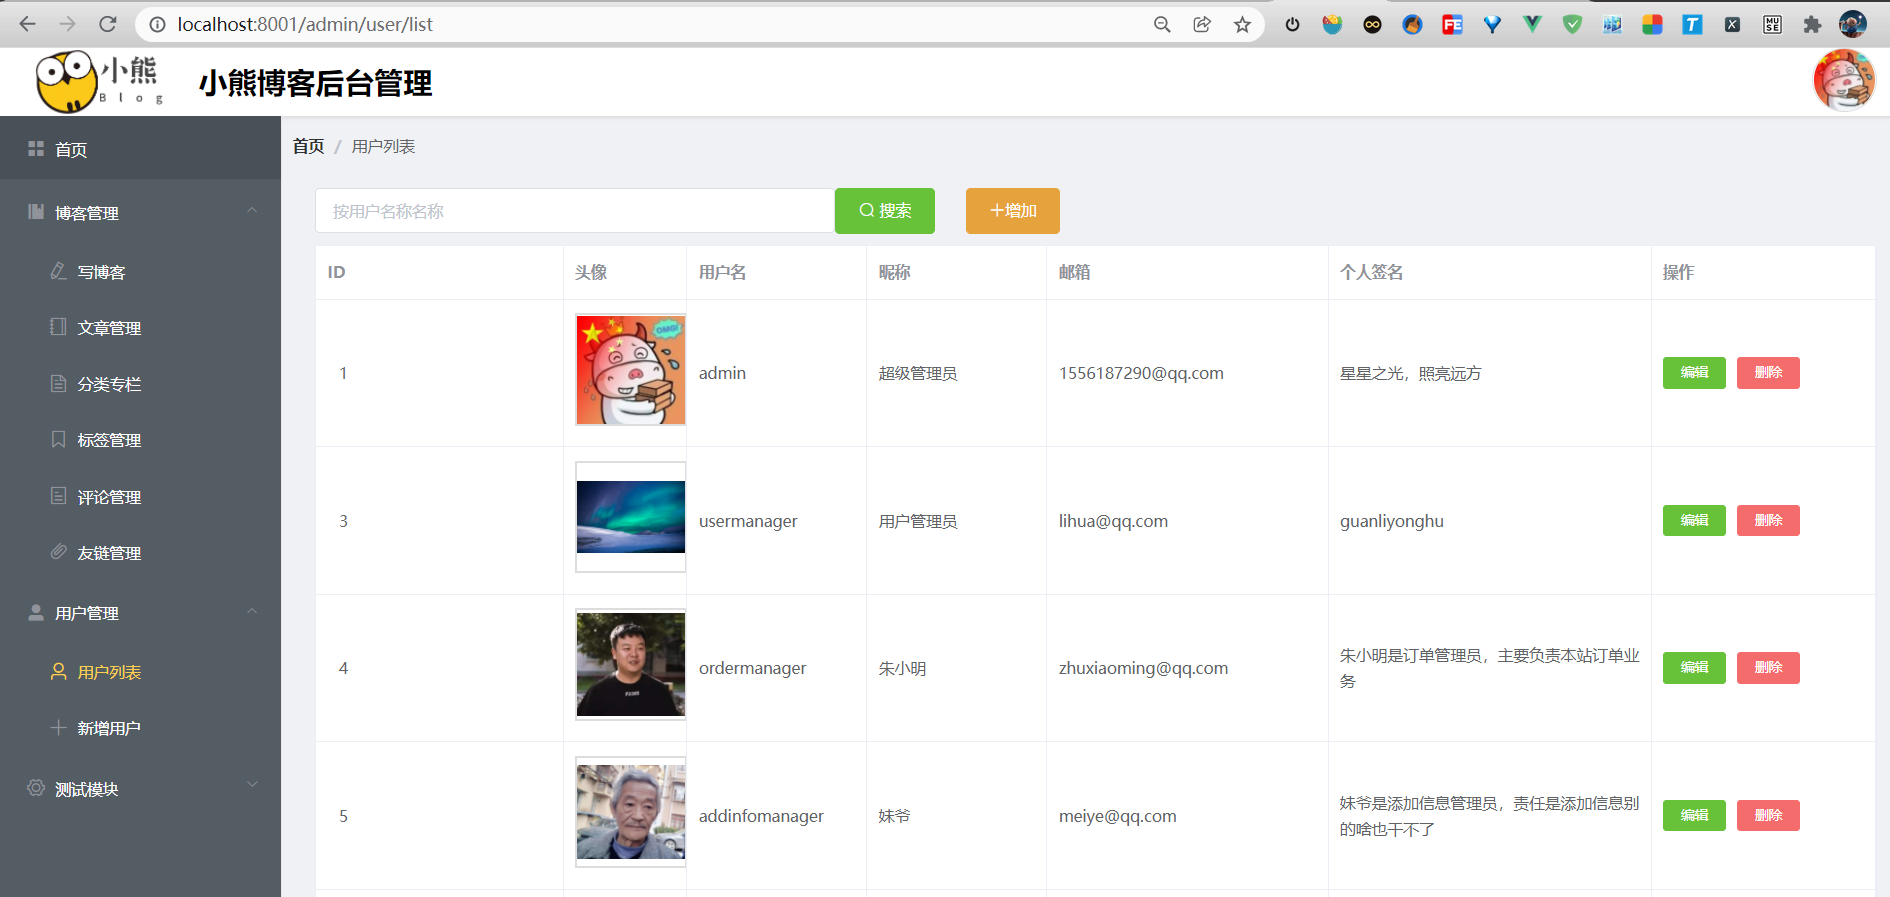 localhost:8001/admin/user/list
小熊
Blog
小熊博客后台管理
首页
博客管理
写博客
文章管理
分类专栏
标签管理
评论管理
友链管理
用户管理
用户列表
新增用户
测试模块
首页 / 用户列表
按用户名称名称
搜索
+增加
ID 头像 用户名 昵称 邮箱 个人签名 操作
OMG!
1 admin 超级管理员 1556187290@qq.com 星星之光，照亮远方 编辑 删除
3 usermanager 用户管理员 lihua@qq.com guanliyonghu 编辑 删除
4 ordermanager 朱小明 zhuxiaoming@qq.com 朱小明是订单管理员，主要负责本站订单业
务
编辑 删除
5 addinfomanager 妹爷 meiye@qq.com 妹爷是添加信息管理员，责任是添加信息别
的啥也干不了
编辑 删除